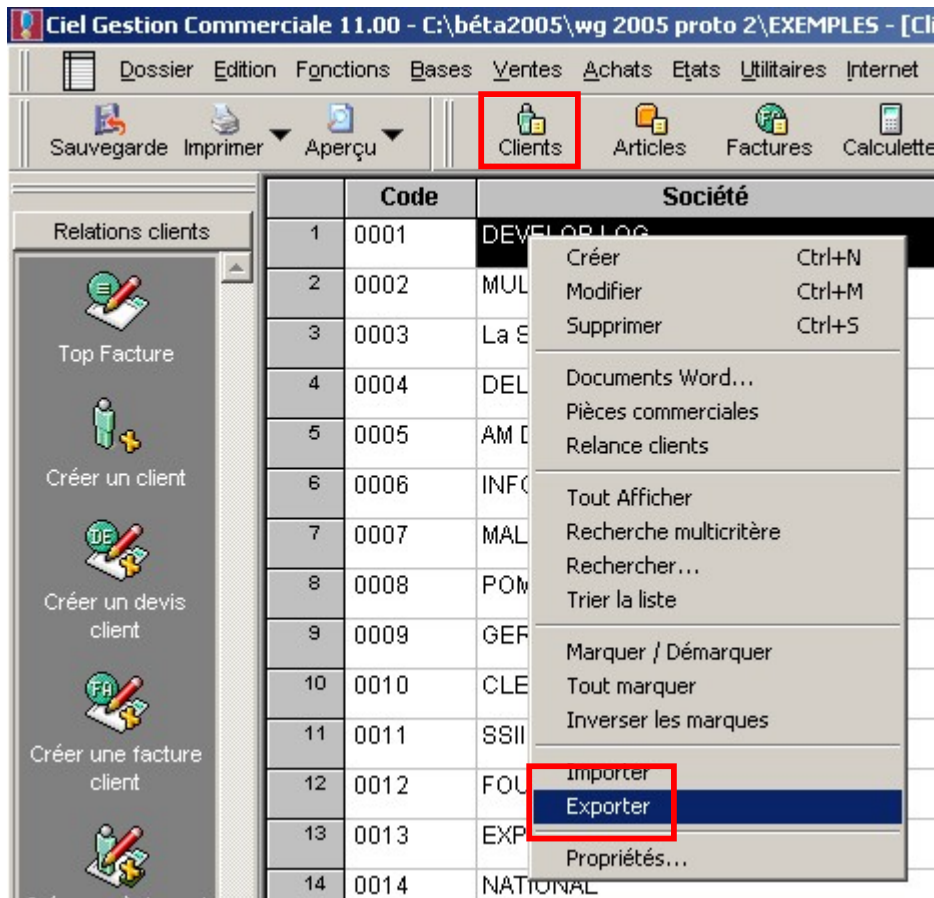 Ciel Gestion Commerciale 11.00 - C:\béta2005\wg 2005 proto 2\EXEMPLES - [Cli
Dossier Edition Fonctions Bases Ventes Achats Etats Utilitaires Internet
Sauvegarde Imprimer Aperçu Clients Articles Factures Calculette
Relations clients
Top Facture
Créer un client
DE
Créer un devis
client
FA
Créer une facture
client
Code Société
1 0001 DEVELOP LOG
2 0002 MUL
3 0003 La S
4 0004 DEL
5 0005 AM D
6 0006 INFO
7 0007 MAL
8 0008 POM
9 0009 GER
10 0010 CLE
11 0011 SSII
12 0012 FOU
13 0013 EXP
14 0014 NATIONAL
Créer Ctrl+N
Modifier Ctrl+M
Supprimer Ctrl+S
Documents Word...
Pièces commerciales
Relance clients
Tout Afficher
Recherche multicritère
Rechercher...
Trier la liste
Marquer / Démarquer
Tout marquer
Inverser les marques
Importer
Exporter
Propriétés...